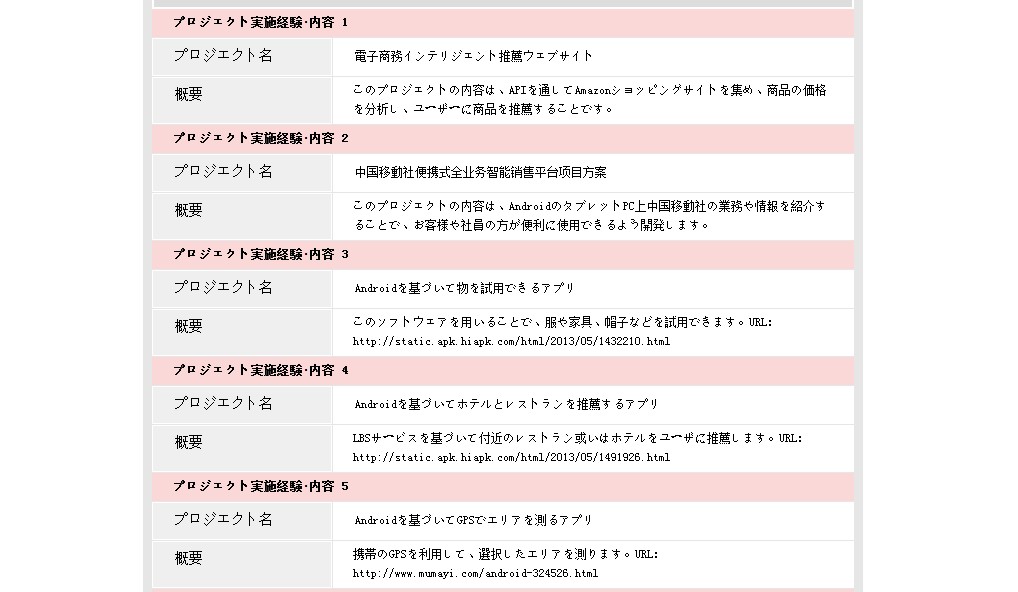 プロジェクト実施経験·内容 1
プロジェクト名
電子商務インテリジェント推薦ウェブサイト
概要
このプロジェクトの内容は、APIを通してAmazonショッピングサイトを集め、商品の価格
を分析し、ユーザーに商品を推薦することです。
プロジェクト実施経験·内容 2
プロジェクト名
中国移動社便携式全业务智能销售平台项目方案
概要
このプロジェクトの内容は、AndroidのタブレットPC上中国移動社の業務や情報を紹介す
ることで、お客様や社員の方が便利に使用できるよう開発します。
プロジェクト実施経験·内容 3
プロジェクト名
Androidを基づいて物を試用できるアプリ
概要
このソフトウェアを用いることで、服や家具、帽子などを試用できます。URL:
http://static.apk.hiapk.com/html/2013/05/1432210.html
プロジェクト実施経験·内容 4
プロジェクト名
Androidを基づいてホテルとレストランを推薦するアプリ
概要
LBSサービスを基づいて付近のレストラン或いはホテルをユーザに推薦します。URL:
http://static.apk.hiapk.com/html/2013/05/1491926.html
プロジェクト実施経験·内容 5
プロジェクト名
Androidを基づいてGPSでエリアを測るアプリ
概要
携帯のGPSを利用して、選択したエリアを測ります。URL:
http://www.mumayi.com/android-324526.html